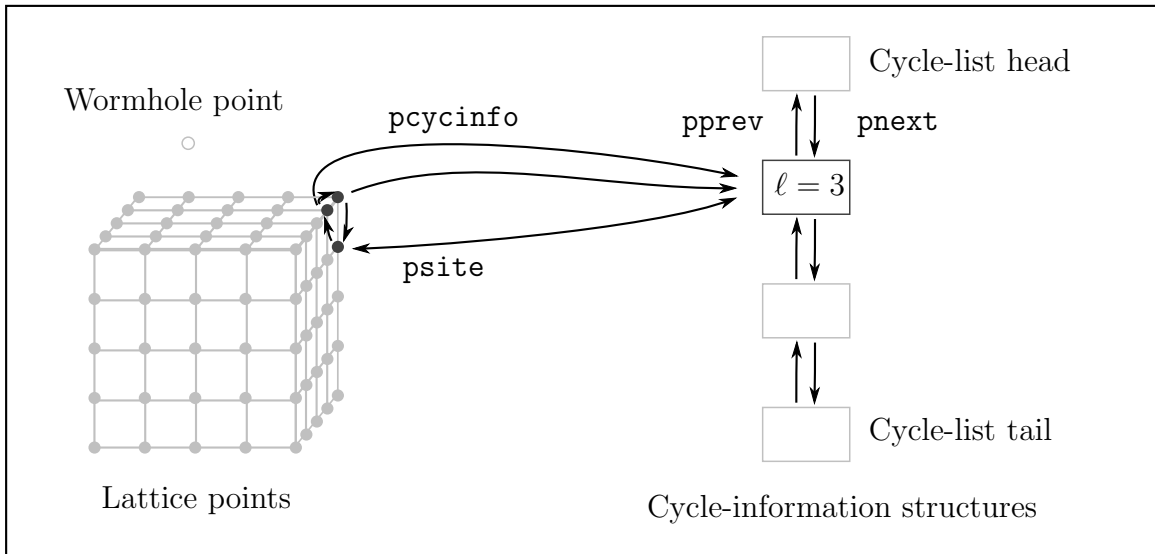 Cycle-list head
Wormhole point
pcycinfo
pprev
pnext
ℓ = 3
psite
Cycle-list tail
Lattice points
Cycle-information structures